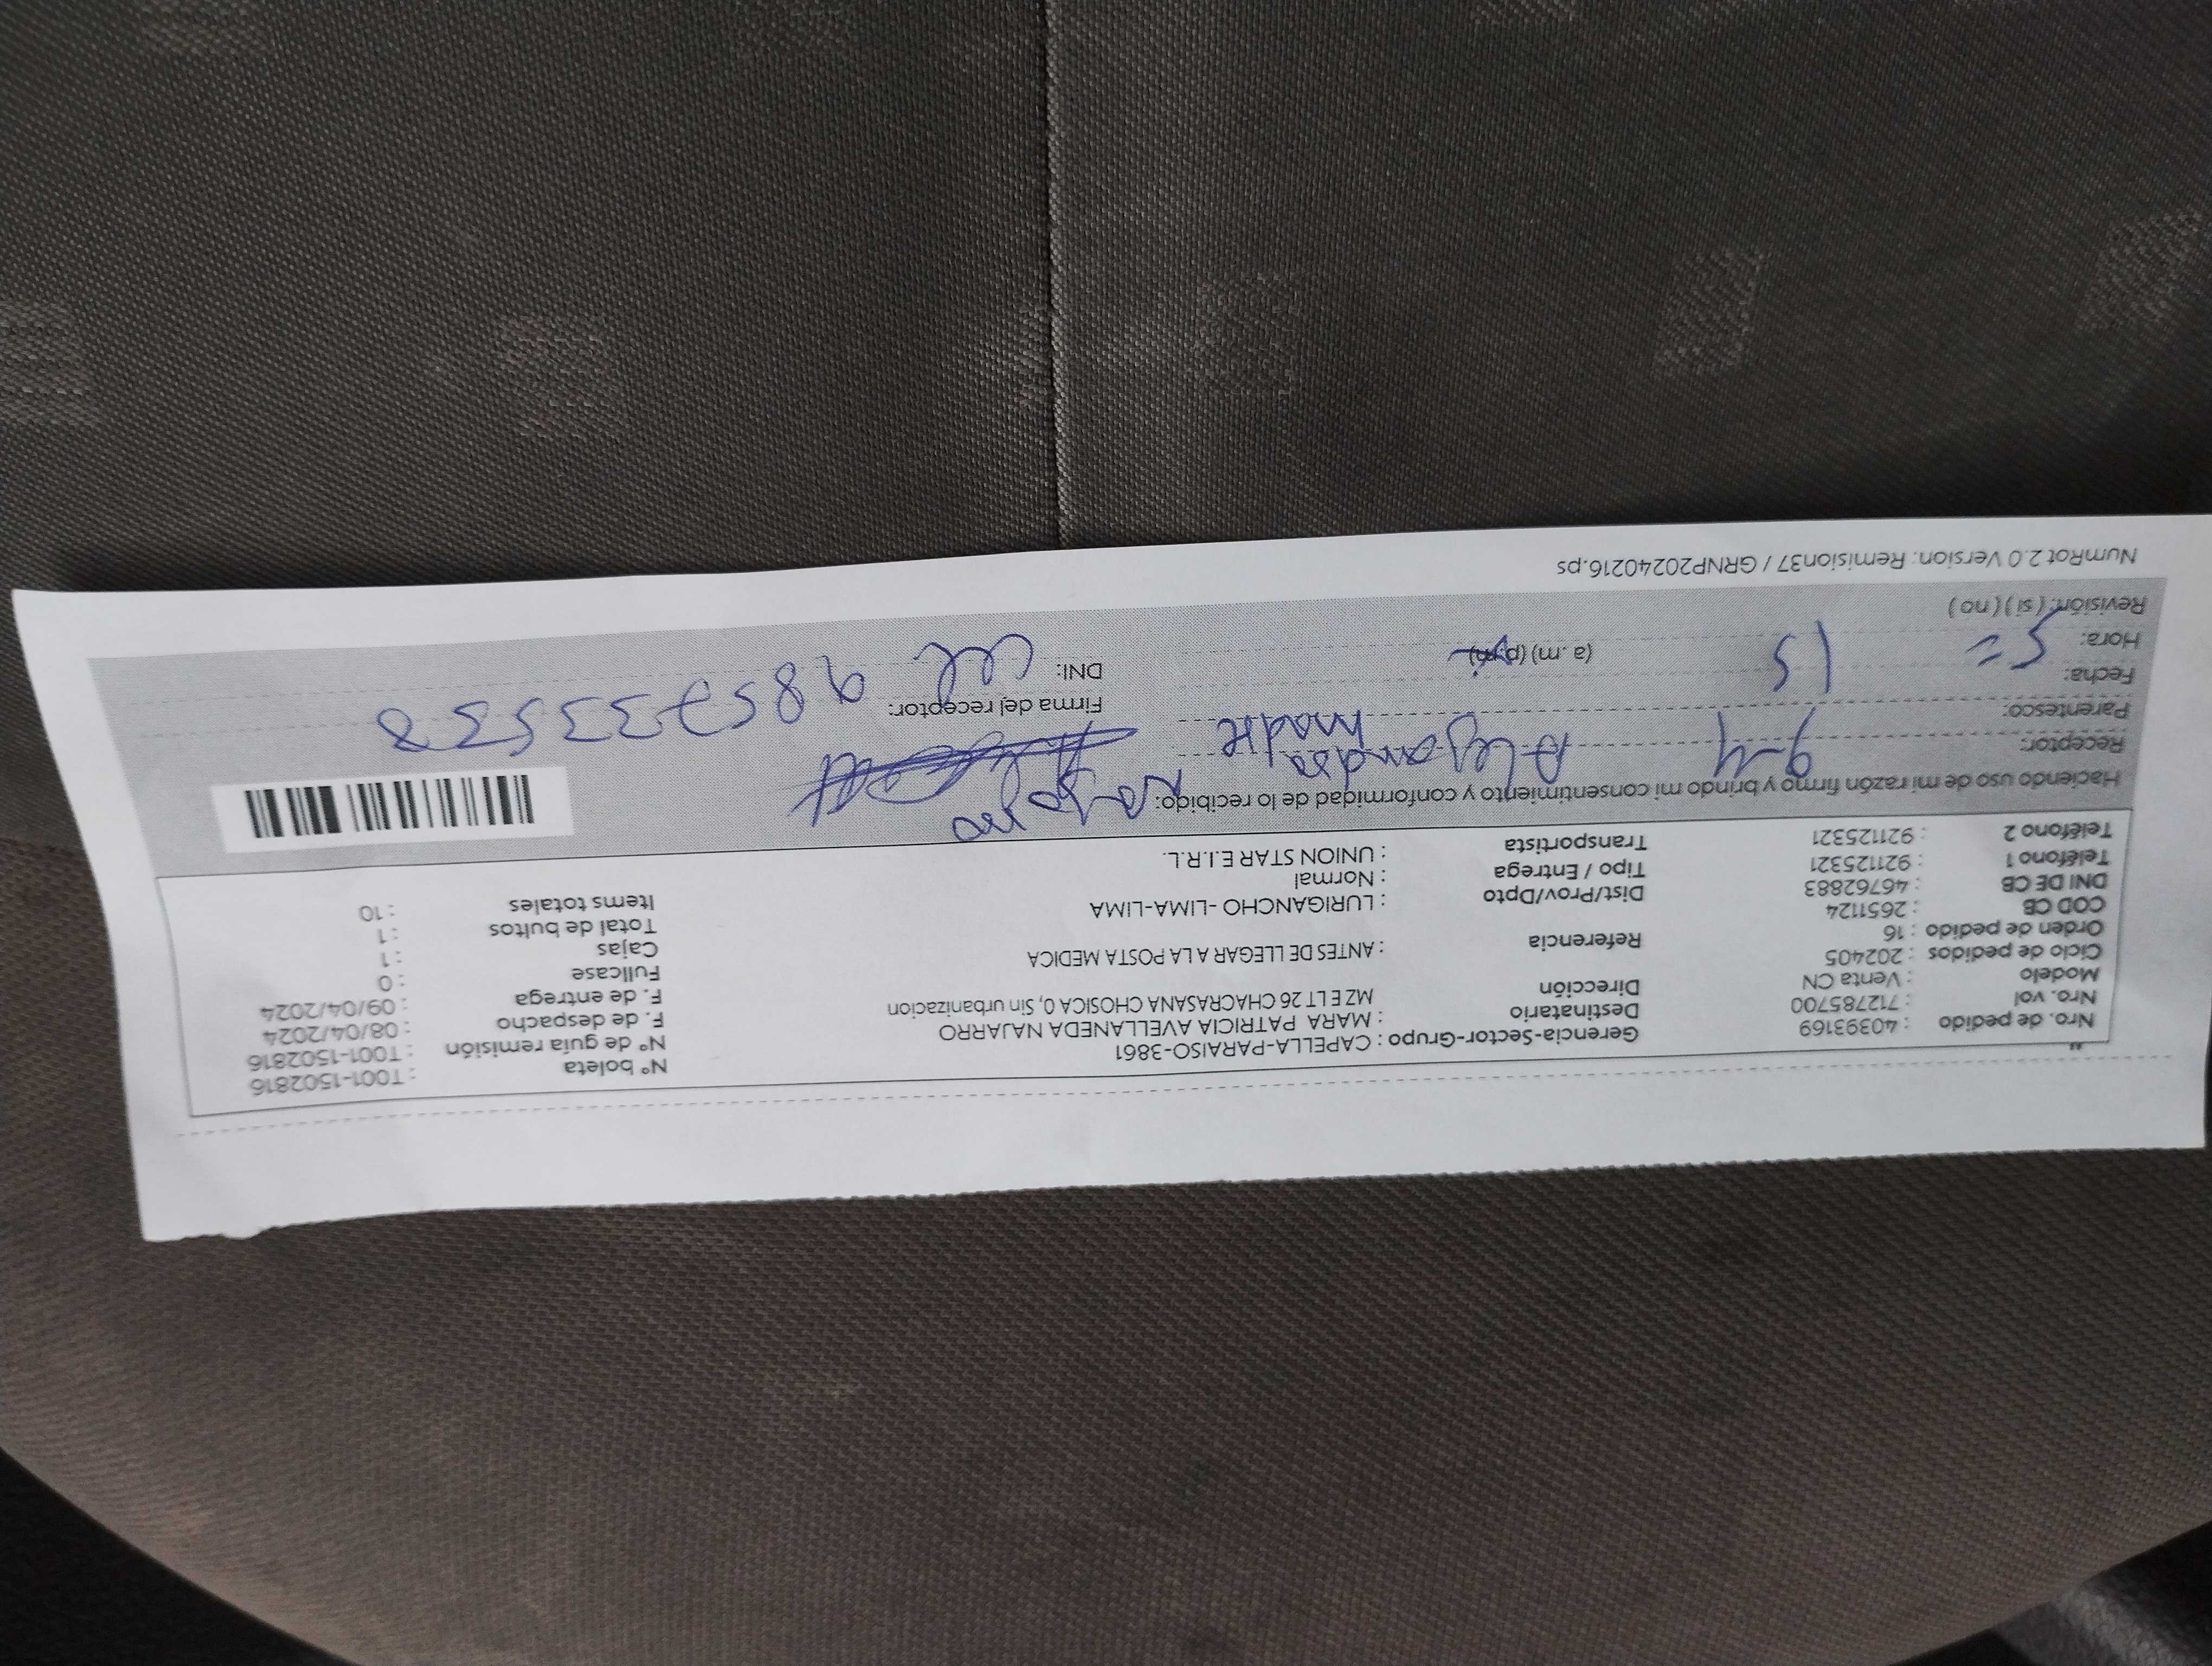 Nro. de pedido : 40393169 Gerencia-Sector-Grupo : CAPELLA-PARAISO-3861 N° boleta : T001-1502816
Nro. vol : 712785700 Destinatario : MARA PATRICIA AVELLANEDA NAJARRO N° de guía remisión : T001-1502816
Modelo : Venta CN Dirección MZ E LT 26 CHACRASANA CHOSICA 0, Sin urbanizacion F. de despacho : 08/04/2024
Ciclo de pedidos : 202405 F. de entrega : 09/04/2024
Orden de pedido : 16 Referencia : ANTES DE LLEGAR A LA POSTA MEDICA Fullcase : 0
COD CB : 2651124 Cajas : 1
DNI DE CB : 46762883 Dist/Prov/Dpto : LURIGANCHO - LIMA-LIMA Total de bultos : 1
Teléfono 1 : 921125321 Tipo / Entrega : Normal Items totales : 10
Teléfono 2 : 921125321 Transportista : UNION STAR E.I.R.L.
Haciendo uso de mi razón firmo y brindo mi consentimiento y conformidad de lo recibido:
Receptor: Alejandra
Parentesco: madre
Fecha: 9-4 Firma del receptor:
Hora: 5= 15 (a. m) (p.m) DNI: cel 985733538
Revisión: ( si ) ( no )
NumRot 2.0 Version: Remision37 / GRNP20240216.ps